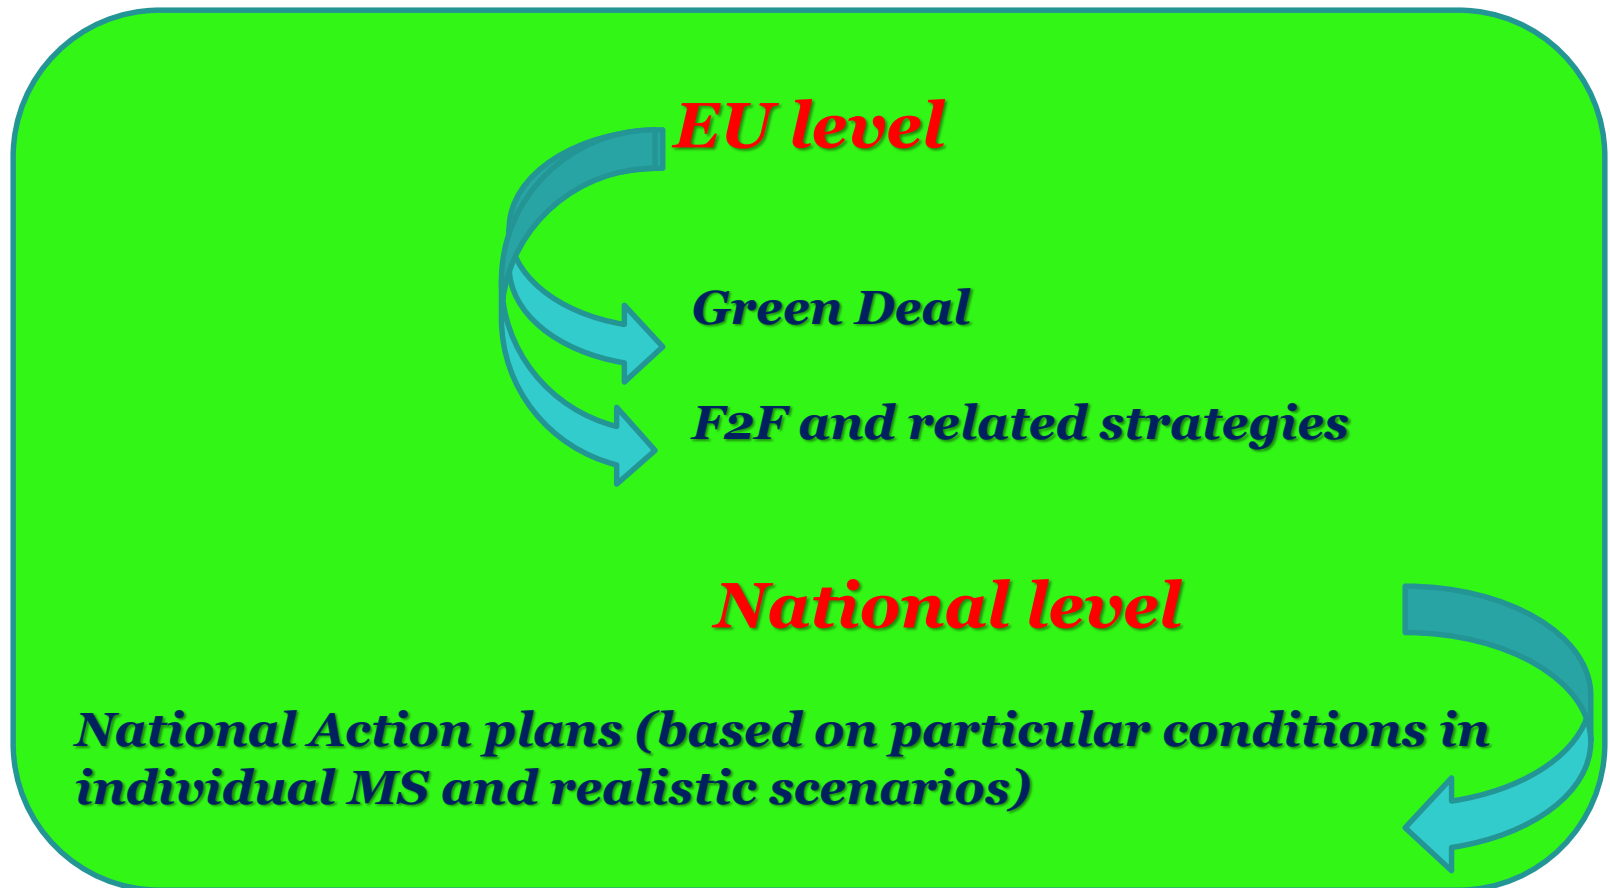 EU level
Green Deal
F2F and related strategies
National level
National Action plans (based on particular conditions in
individual MS and realistic scenarios)